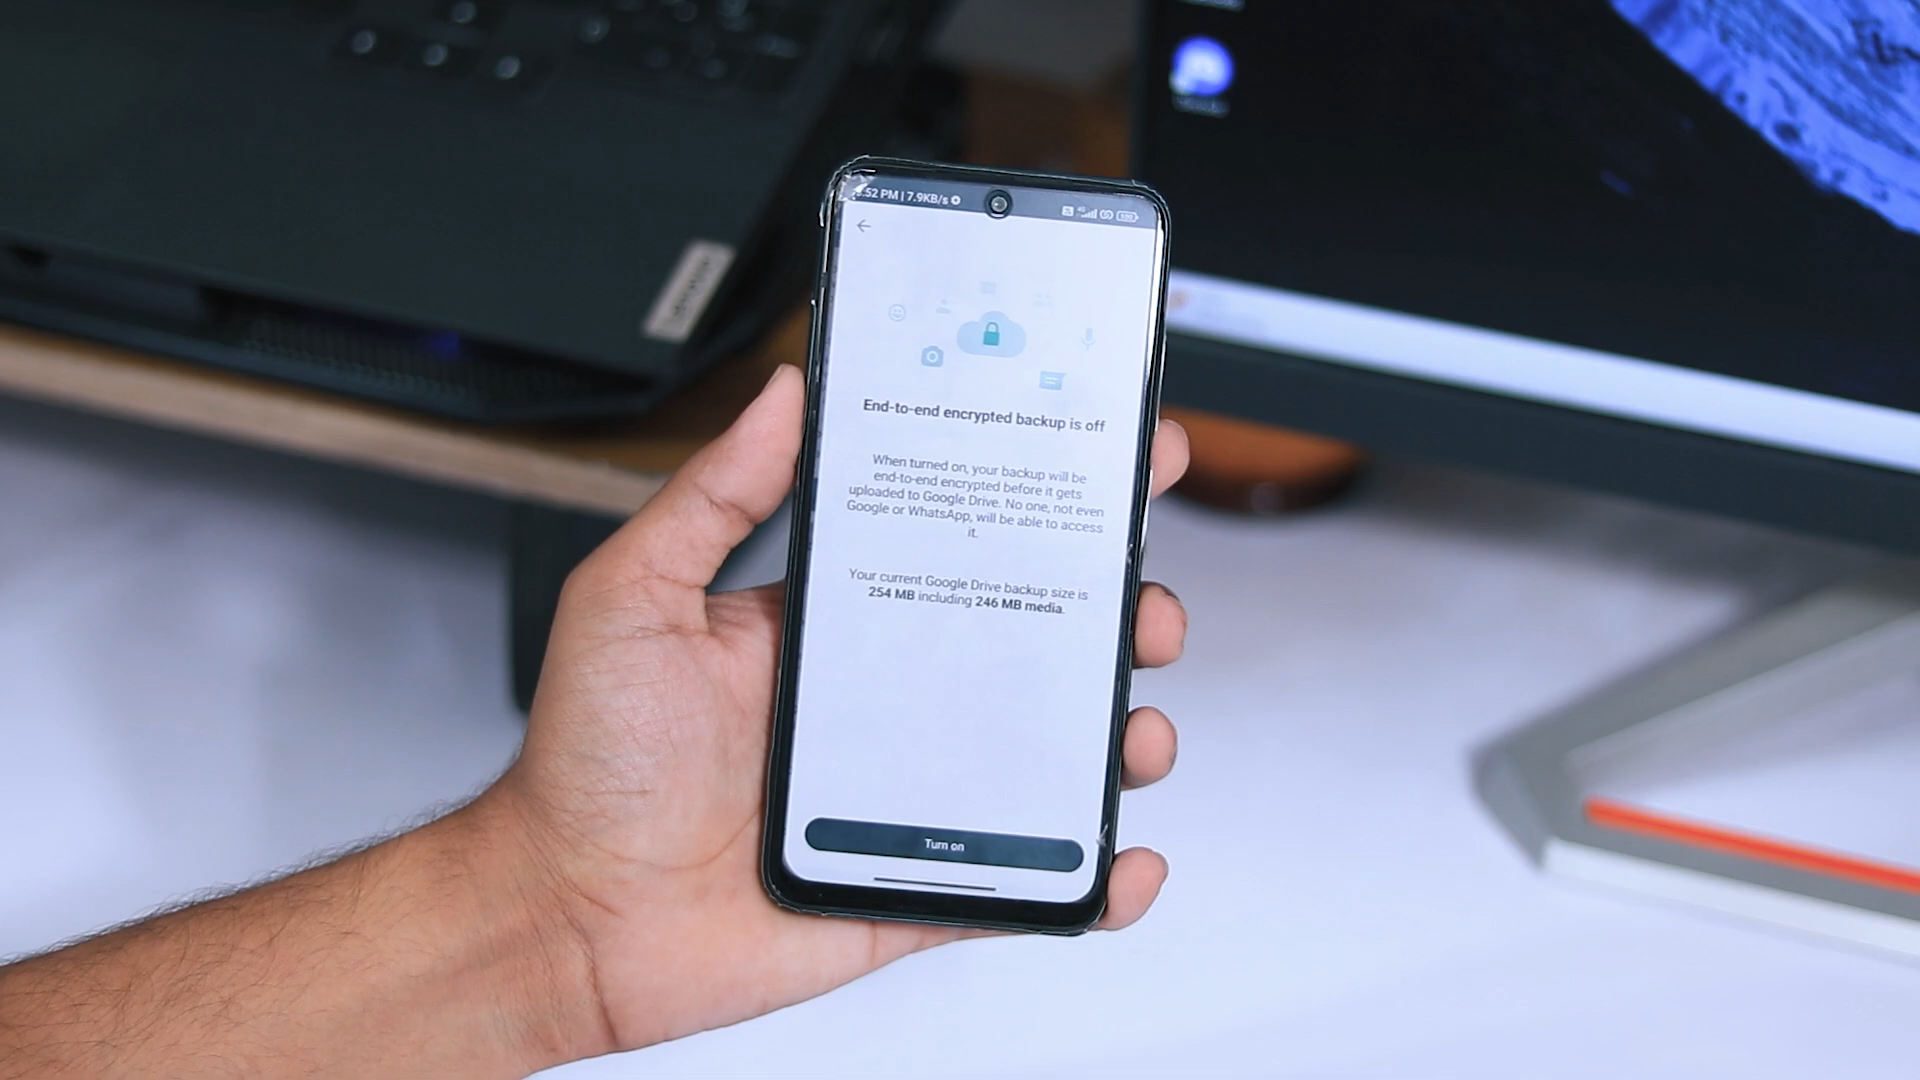 :52 PM | 7.9KB/s
4G
100
End-to-end encrypted backup is off
When turned on, your backup will be
end-to-end encrypted before it gets
uploaded to Google Drive. No one, not even
Google or WhatsApp, will be able to access
it.
Your current Google Drive backup size is
254 MB including 246 MB media.
Turn on
Lenovo